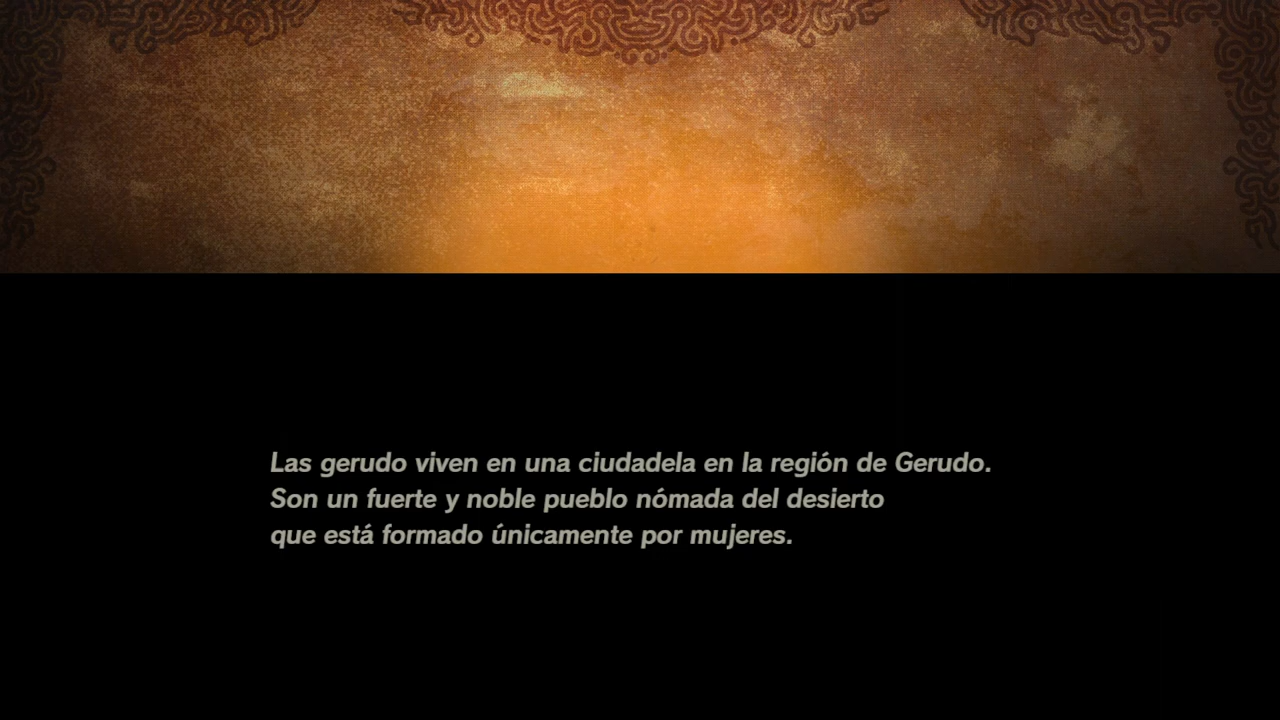 Las gerudo viven en una ciudadela en la región de Gerudo.
Son un fuerte y noble pueblo nómada del desierto
que está formado únicamente por mujeres.